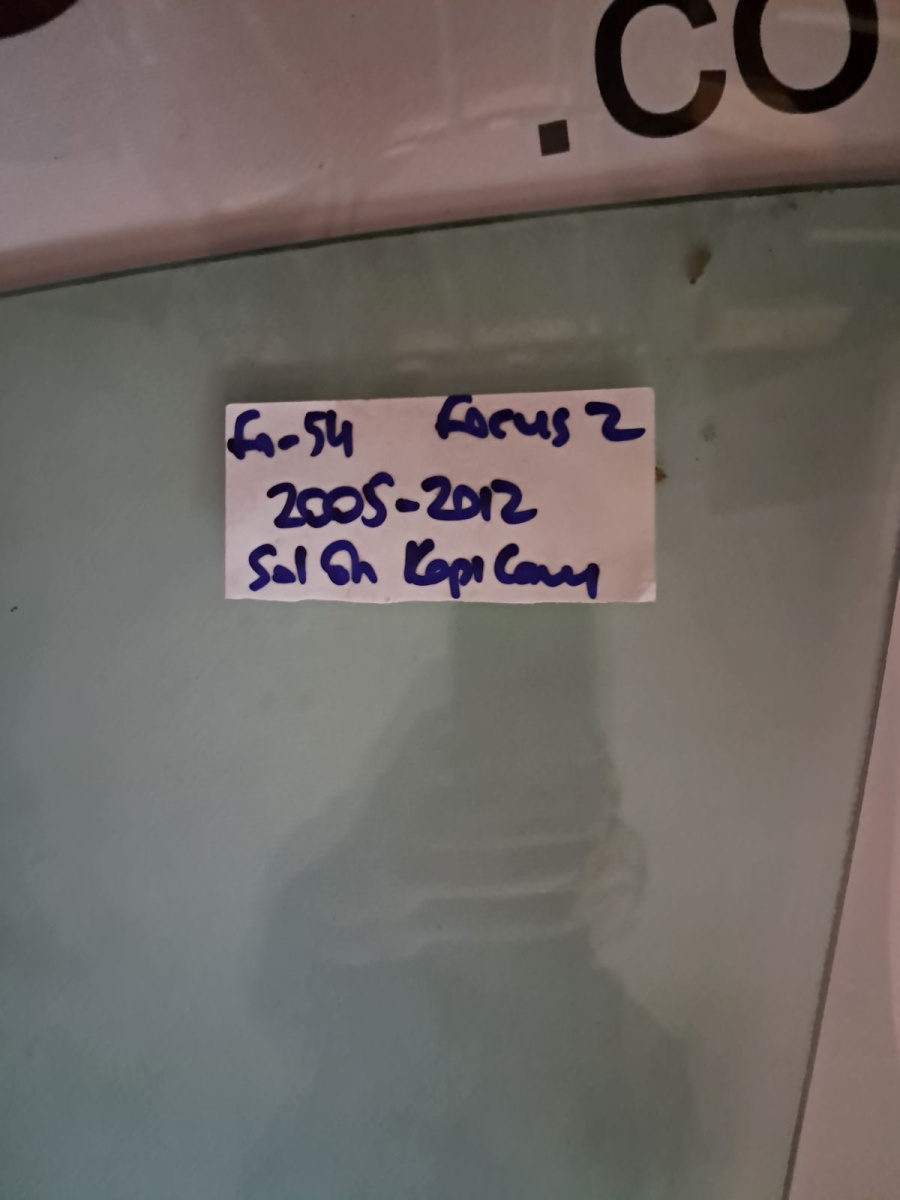 .CO
Fo-54 Focus 2
2005-2012
Sol Ön Kapı Camı